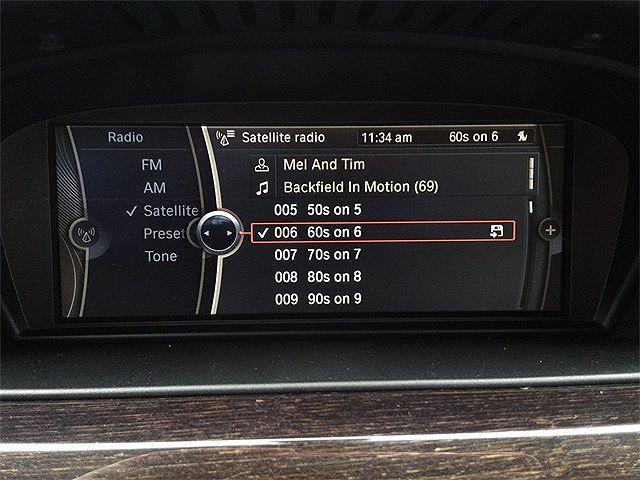 Radio
FM
AM
Satellite
Preset
Tone
Satellite radio 11:34 am 60s on 6
Mel And Tim
Backfield In Motion (69)
005 50s on 5
006 60s on 6
007 70s on 7
008 80s on 8
009 90s on 9